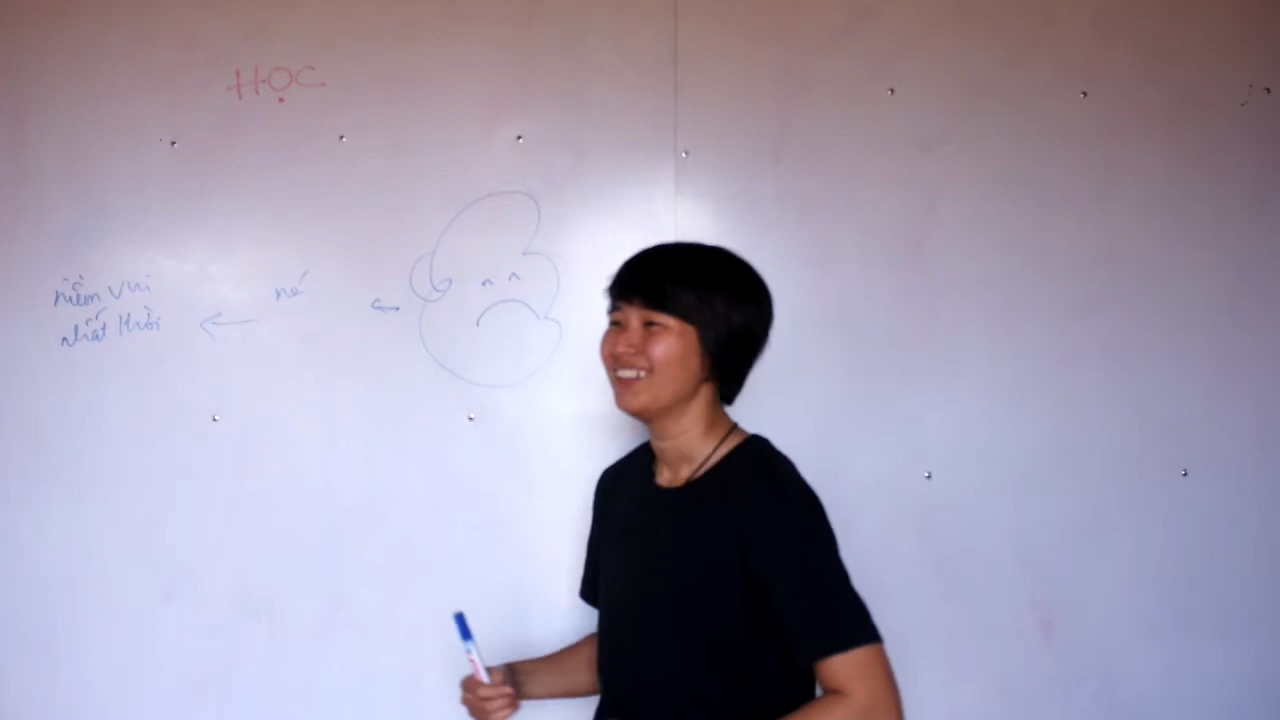 HỌC
niềm vui
nhất thời
né